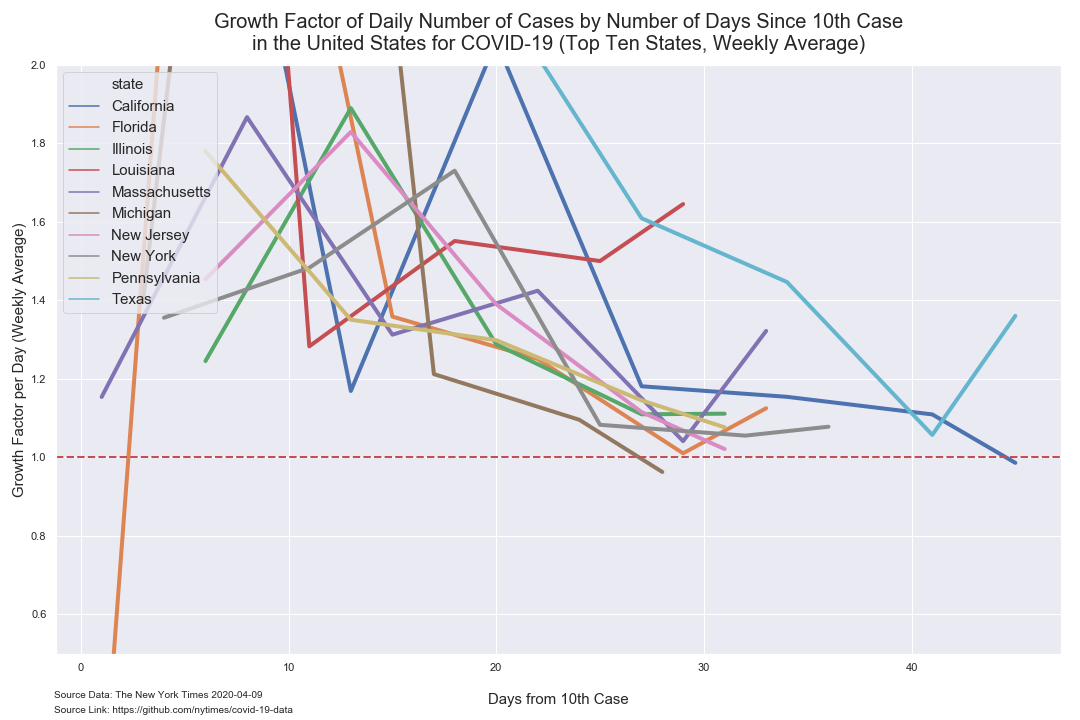 Growth Factor of Daily Number of Cases by Number of Days Since 10th Case
in the United States for COVID-19 (Top Ten States, Weekly Average)
2.0
1.8
1.6
1.4
1.2
1.0
0.8
0.6
Growth Factor per Day (Weekly Average)
state
California
Florida
Illinois
Louisiana
Massachusetts
Michigan
New Jersey
New York
Pennsylvania
Texas
0
10
20
30
40
Days from 10th Case
Source Data: The New York Times 2020-04-09
Source Link: https://github.com/nytimes/covid-19-data